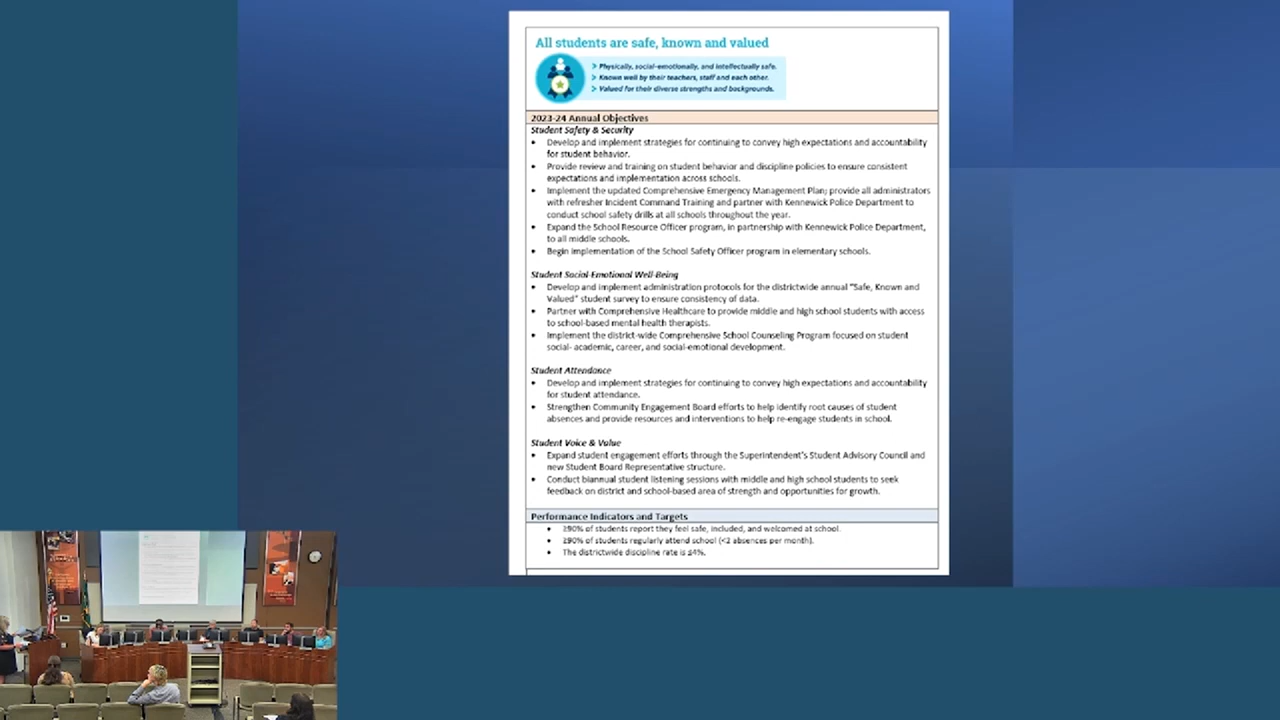 All students are safe, known and valued
> Physically, social-emotionally, and intellectually safe.
> Known well by their teachers, staff and each other.
> Valued for their diverse strengths and backgrounds.
2023-24 Annual Objectives
Student Safety & Security
• Develop and implement strategies for continuing to convey high expectations and accountability
for student behavior.
• Provide review and training on student behavior and discipline policies to ensure consistent
expectations and implementation across schools.
• Implement the updated Comprehensive Emergency Management Plan; provide all administrators
with refresher Incident Command Training and partner with Kennewick Police Department to
conduct school safety drills at all schools throughout the year.
• Expand the School Resource Officer program, in partnership with Kennewick Police Department,
to all middle schools.
• Begin implementation of the School Safety Officer program in elementary schools.
Student Social-Emotional Well-Being
• Develop and implement administration protocols for the districtwide annual "Safe, Known and
Valued" student survey to ensure consistency of data.
• Partner with Comprehensive Healthcare to provide middle and high school students with access
to school-based mental health therapists.
• Implement the district-wide Comprehensive School Counseling Program focused on student
social- academic, career, and social-emotional development.
Student Attendance
• Develop and implement strategies for continuing to convey high expectations and accountability
for student attendance.
• Strengthen Community Engagement Board efforts to help identify root causes of student
absences and provide resources and interventions to help re-engage students in school.
Student Voice & Value
• Expand student engagement efforts through the Superintendent's Student Advisory Council and
new Student Board Representative structure.
• Conduct biannual student listening sessions with middle and high school students to seek
feedback on district and school-based area of strength and opportunities for growth.
Performance Indicators and Targets
• ≥90% of students report they feel safe, included, and welcomed at school.
• ≥90% of students regularly attend school (<2 absences per month).
• The districtwide discipline rate is ≤4%.